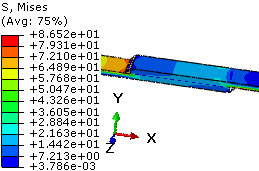 S, Mises
(Avg: 75%)
+8.652e+01
+7.931e+01
+7.210e+01
+6.489e+01
+5.768e+01
+5.047e+01
+4.326e+01
+3.605e+01
+2.884e+01
+2.163e+01
+1.442e+01
+7.213e+00
+3.786e-03
Y
X
Z